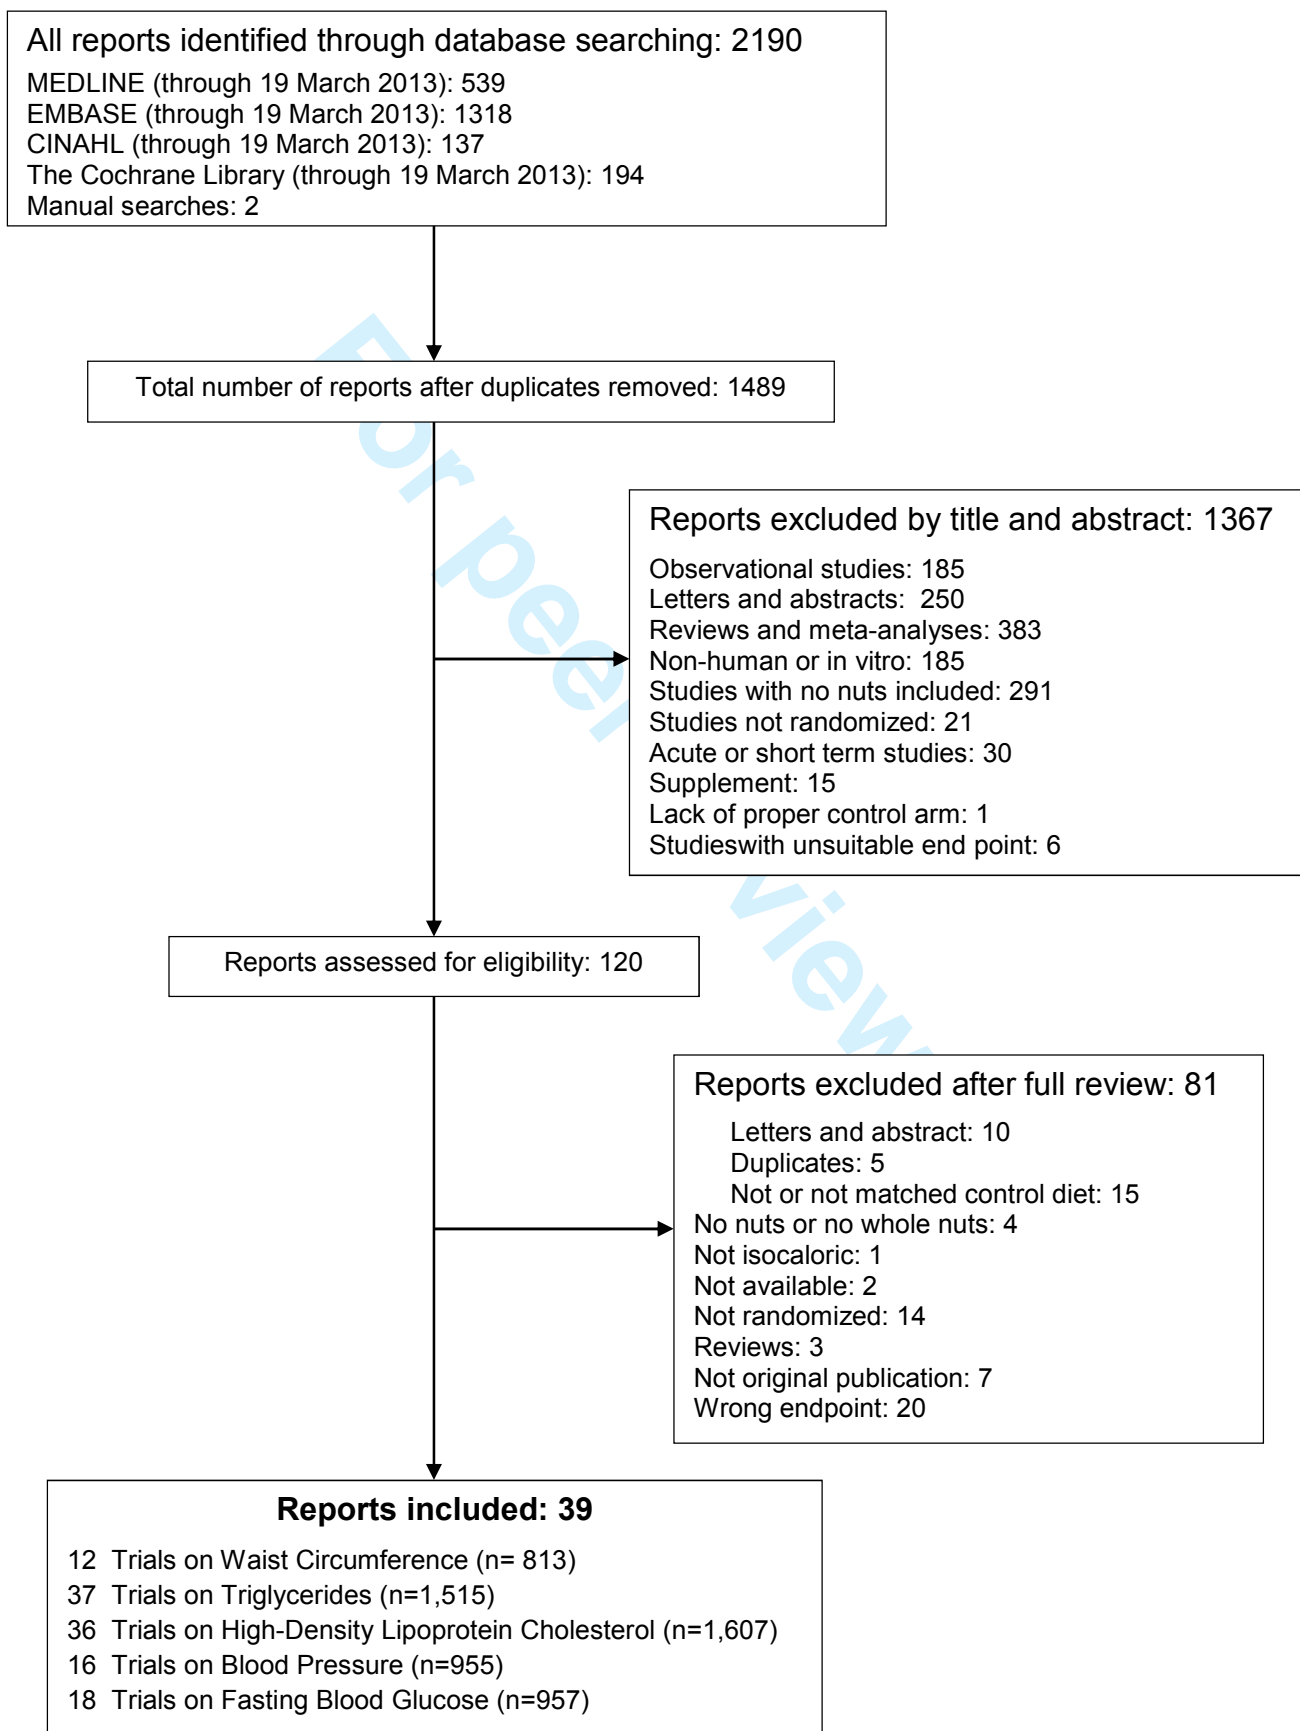 All reports identified through database searching: 2190
MEDLINE (through 19 March 2013): 539
EMBASE (through 19 March 2013): 1318
CINAHL (through 19 March 2013): 137
The Cochrane Library (through 19 March 2013): 194
Manual searches: 2
Total number of reports after duplicates removed: 1489
Reports excluded by title and abstract: 1367
Observational studies: 185
Letters and abstracts: 250
Reviews and meta-analyses: 383
Non-human or in vitro: 185
Studies with no nuts included: 291
Studies not randomized: 21
Acute or short term studies: 30
Supplement: 15
Lack of proper control arm: 1
Studieswith unsuitable end point: 6
Reports assessed for eligibility: 120
Reports excluded after full review: 81
Letters and abstract: 10
Duplicates: 5
Not or not matched control diet: 15
No nuts or no whole nuts: 4
Not isocaloric: 1
Not available: 2
Not randomized: 14
Reviews: 3
Not original publication: 7
Wrong endpoint: 20
Reports included: 39
12 Trials on Waist Circumference (n= 813)
37 Trials on Triglycerides (n=1,515)
36 Trials on High-Density Lipoprotein Cholesterol (n=1,607)
16 Trials on Blood Pressure (n=955)
18 Trials on Fasting Blood Glucose (n=957)
For peer view